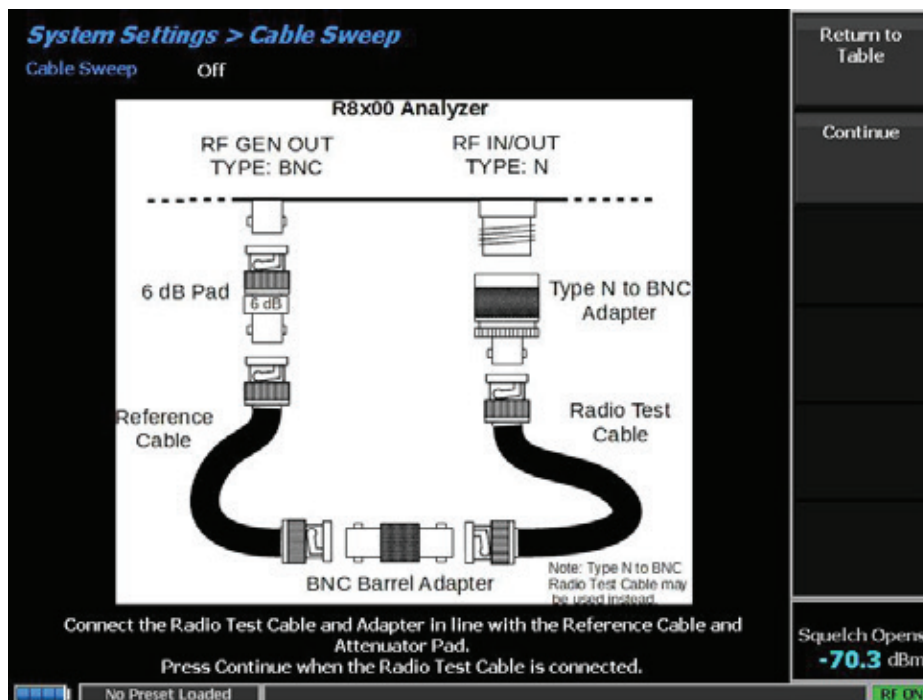 System Settings > Cable Sweep
Cable Sweep Off
R8x00 Analyzer
RF GEN OUT
TYPE: BNC
RF IN/OUT
TYPE: N
6 dB Pad
6 dB
Type N to BNC
Adapter
Reference
Cable
Radio Test
Cable
BNC Barrel Adapter
Note: Type N to BNC
Radio Test Cable may
be used instead.
Connect the Radio Test Cable and Adapter in line with the Reference Cable and
Attenuator Pad.
Press Continue when the Radio Test Cable is connected.
Return to
Table
Continue
Squelch Opens
-70.3 dBm
No Preset Loaded
RF ON